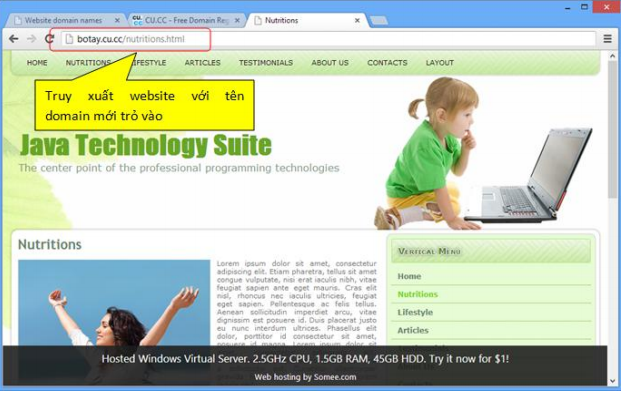 Website domain names
CU.CC - Free Domain Reg
Nutritions
botay.cu.cc/nutritions.html
HOME NUTRITIONS LIFESTYLE ARTICLES TESTIMONIALS ABOUT US CONTACTS LAYOUT
Truy xuất website với tên
domain mới trỏ vào
Java Technology Suite
The center point of the professional programming technologies
Nutritions
Lorem ipsum dolor sit amet, consectetur
adipiscing elit. Etiam pharetra, tellus sit amet
congue vulputate, nisi erat iaculis nibh, vitae
feugiat sapien ante eget mauris. Cras elit
nisl, rhoncus nec iaculis ultricies, feugiat
eget sapien. Pellentesque ac felis tellus.
Aenean sollicitudin imperdiet arcu, vitae
dignissim est posuere id. Duis placerat justo
eu nunc interdum ultrices. Phasellus elit
dolor, porttitor id consectetur sit amet,
posuere id magna. Lorem ipsum dolor sit
Vertical Menu
Home
Nutritions
Lifestyle
Articles
Hosted Windows Virtual Server. 2.5GHz CPU, 1.5GB RAM, 45GB HDD. Try it now for $1!
Web hosting by Somee.com